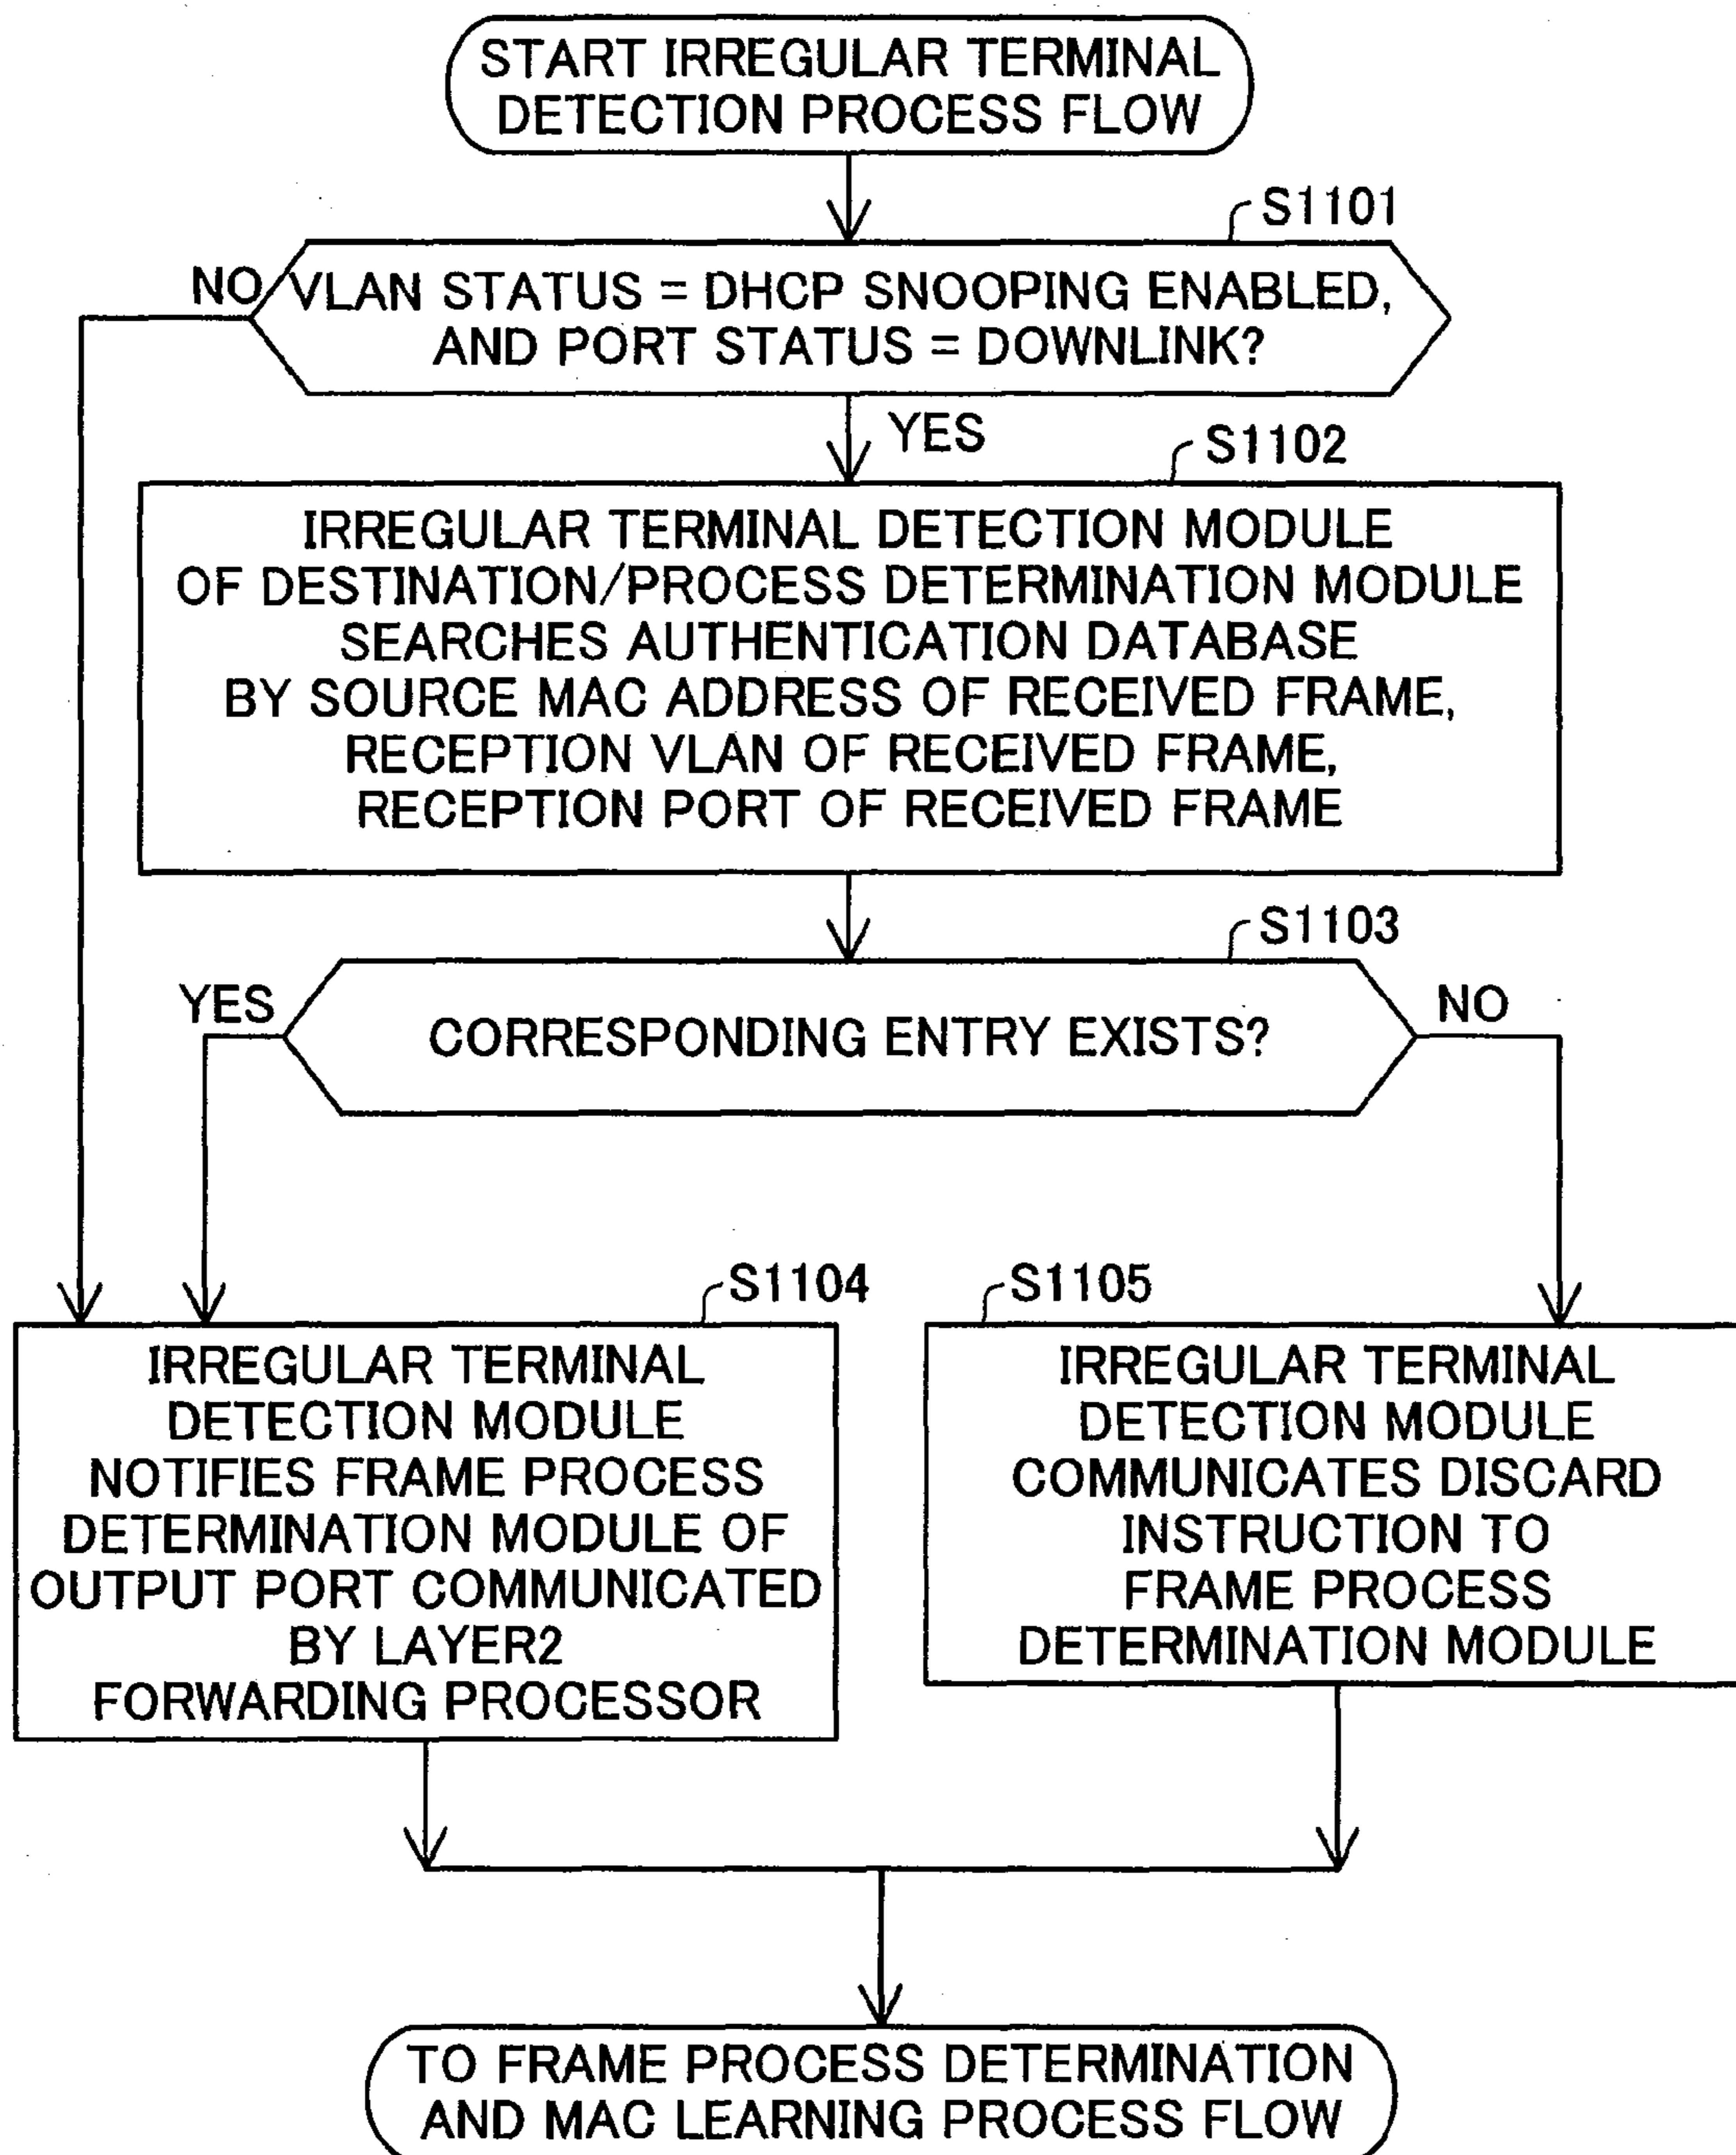 START IRREGULAR TERMINAL
DETECTION PROCESS FLOW
S1101
NO
VLAN STATUS = DHCP SNOOPING ENABLED,
AND PORT STATUS = DOWNLINK?
YES
S1102
IRREGULAR TERMINAL DETECTION MODULE
OF DESTINATION/PROCESS DETERMINATION MODULE
SEARCHES AUTHENTICATION DATABASE
BY SOURCE MAC ADDRESS OF RECEIVED FRAME,
RECEPTION VLAN OF RECEIVED FRAME,
RECEPTION PORT OF RECEIVED FRAME
S1103
YES
NO
CORRESPONDING ENTRY EXISTS?
S1104
IRREGULAR TERMINAL
DETECTION MODULE
NOTIFIES FRAME PROCESS
DETERMINATION MODULE OF
OUTPUT PORT COMMUNICATED
BY LAYER2
FORWARDING PROCESSOR
S1105
IRREGULAR TERMINAL
DETECTION MODULE
COMMUNICATES DISCARD
INSTRUCTION TO
FRAME PROCESS
DETERMINATION MODULE
TO FRAME PROCESS DETERMINATION
AND MAC LEARNING PROCESS FLOW